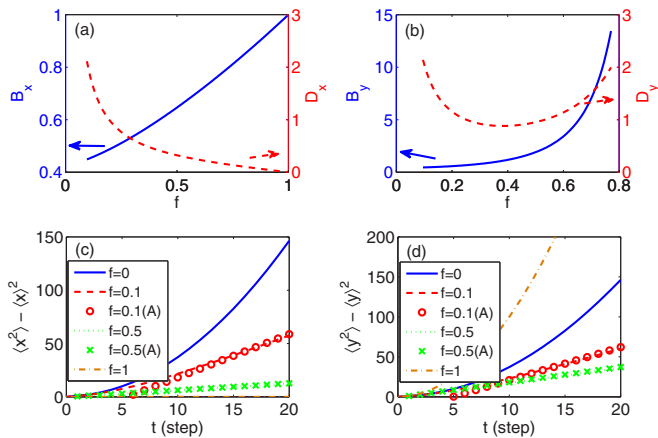 (a)
1
0.8
0.6
0.4
B_x
0
0.5
1
f
3
2
1
0
D_x
(b)
15
10
5
0
B_y
0
0.2
0.4
0.6
0.8
f
3
2
1
0
D_y
(c)
150
100
50
0
⟨x²⟩ − ⟨x⟩²
f=0
f=0.1
f=0.1(A)
f=0.5
f=0.5(A)
f=1
0
5
10
15
20
t (step)
(d)
200
150
100
50
0
⟨y²⟩ − ⟨y⟩²
f=0
f=0.1
f=0.1(A)
f=0.5
f=0.5(A)
f=1
0
5
10
15
20
t (step)